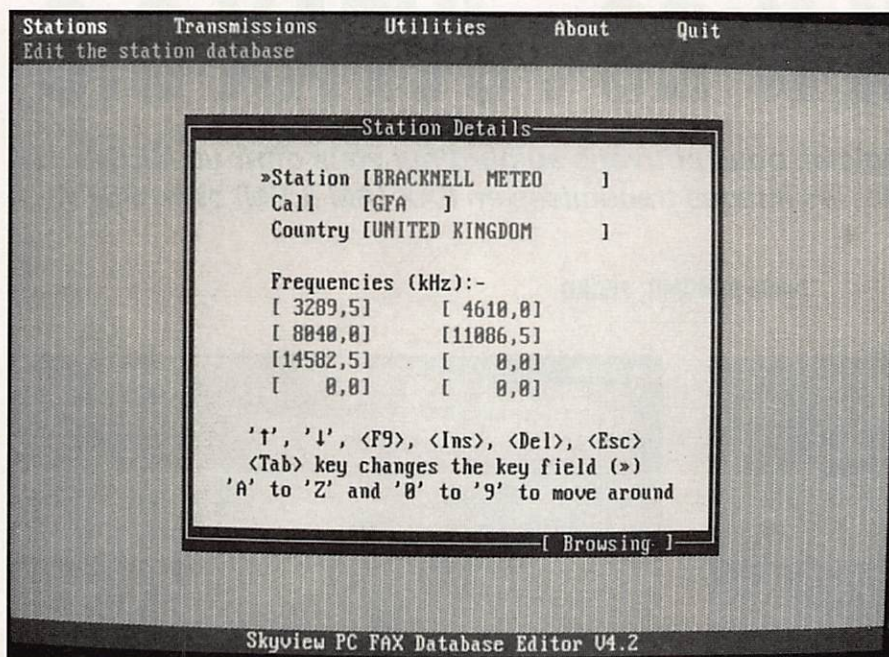 Stations Transmissions Utilities About Quit
Edit the station database
Station Details
»Station [BRACKNELL METEO ]
Call [GFA ]
Country [UNITED KINGDOM ]
Frequencies (kHz):-
[ 3289,5] [ 4610,0]
[ 8040,0] [11086,5]
[14582,5] [ 0,0]
[ 0,0] [ 0,0]
'↑', '↓', <F9>, <Ins>, <Del>, <Esc>
<Tab> key changes the key field (»)
'A' to 'Z' and '0' to '9' to move around
[ Browsing ]
Skyview PC FAX Database Editor V4.2